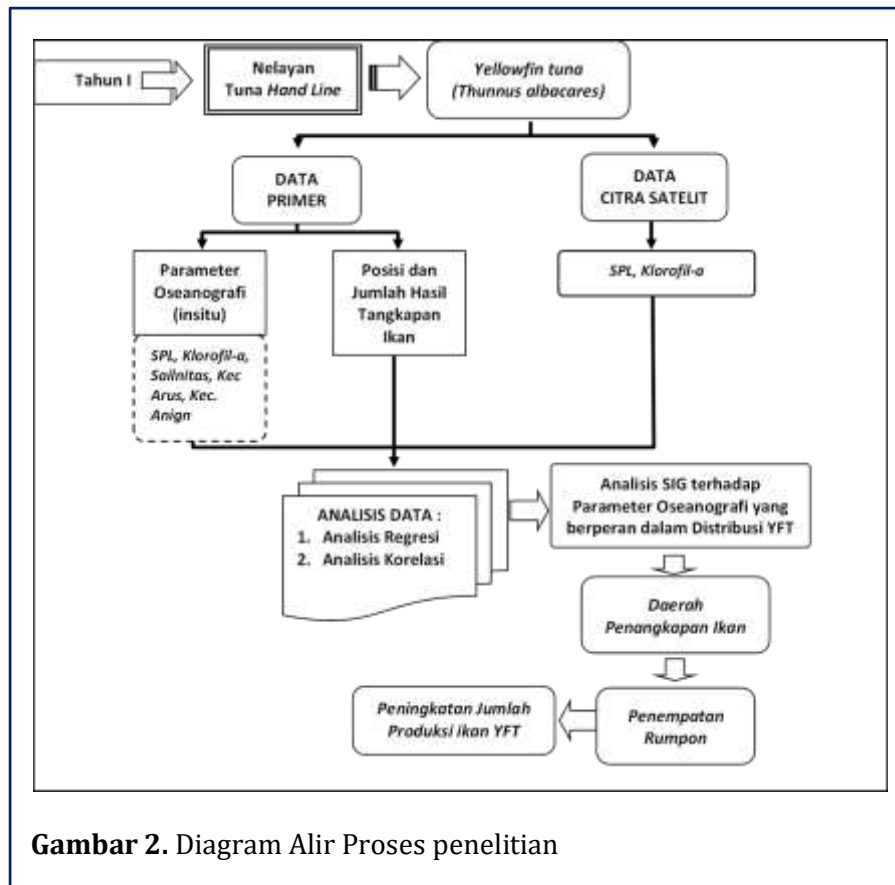 Tahun I
Nelayan
Tuna Hand Line
Yellowfin tuna
(Thunnus albacares)
DATA
PRIMER
DATA
CITRA SATELIT
Parameter
Oseanografi
(insitu)
Posisi dan
Jumlah Hasil
Tangkapan
Ikan
SPL, Klorofil-a
SPL, Klorofil-a,
Salinitas, Kec
Arus, Kec.
Anign
ANALISIS DATA :
1. Analisis Regresi
2. Analisis Korelasi
Analisis SIG terhadap
Parameter Oseanografi yang
berperan dalam Distribusi YFT
Daerah
Penangkapan Ikan
Penempatan
Rumpon
Peningkatan Jumlah
Produksi ikan YFT
Gambar 2. Diagram Alir Proses penelitian